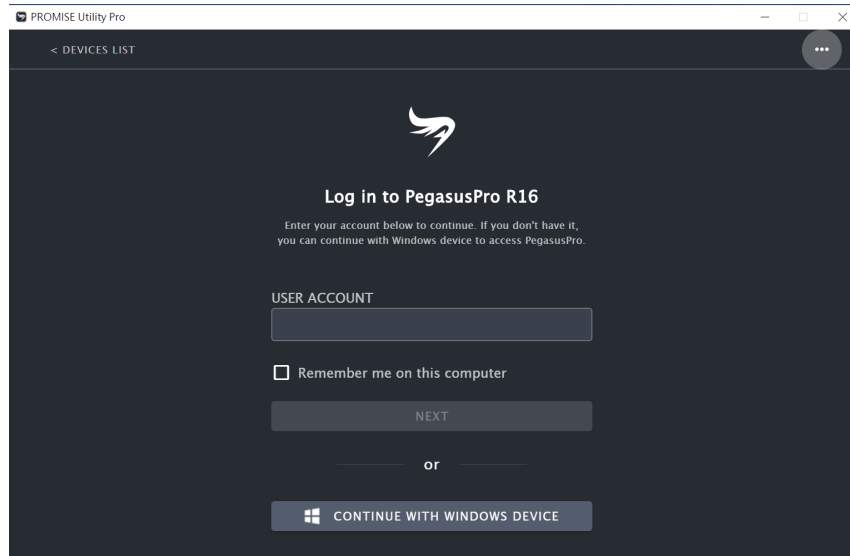 PROMISE Utility Pro
< DEVICES LIST
Log in to PegasusPro R16
Enter your account below to continue. If you don't have it,
you can continue with Windows device to access PegasusPro.
USER ACCOUNT
Remember me on this computer
NEXT
or
CONTINUE WITH WINDOWS DEVICE